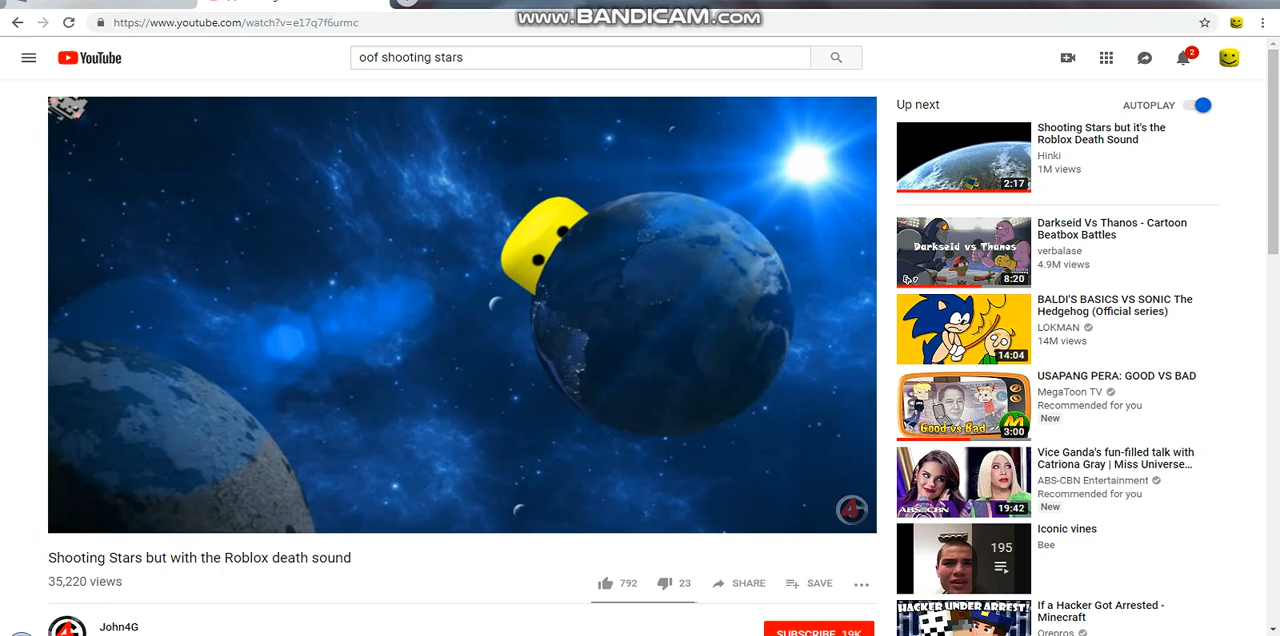 www.BANDICAM.com
https://www.youtube.com/watch?v=e17q7f6urmc
YouTube
oof shooting stars
2
Up next
AUTOPLAY
Shooting Stars but it's the
Roblox Death Sound
Hinki
1M views
2:17
Darkseid Vs Thanos - Cartoon
Beatbox Battles
verbalase
4.9M views
Darkseid vs Thanos
8:20
BALDI'S BASICS VS SONIC The
Hedgehog (Official series)
LOKMAN
14M views
14:04
USAPANG PERA: GOOD VS BAD
MegaToon TV
Recommended for you
New
Good vs Bad
3:00
Vice Ganda's fun-filled talk with
Catriona Gray | Miss Universe...
ABS-CBN Entertainment
Recommended for you
New
ABS-CBN
19:42
Iconic vines
Bee
195
If a Hacker Got Arrested -
Minecraft
Orepros
HACKER UNDER ARREST!
4
Shooting Stars but with the Roblox death sound
35,220 views
792
23
SHARE
SAVE
John4G
SUBSCRIBE 19K